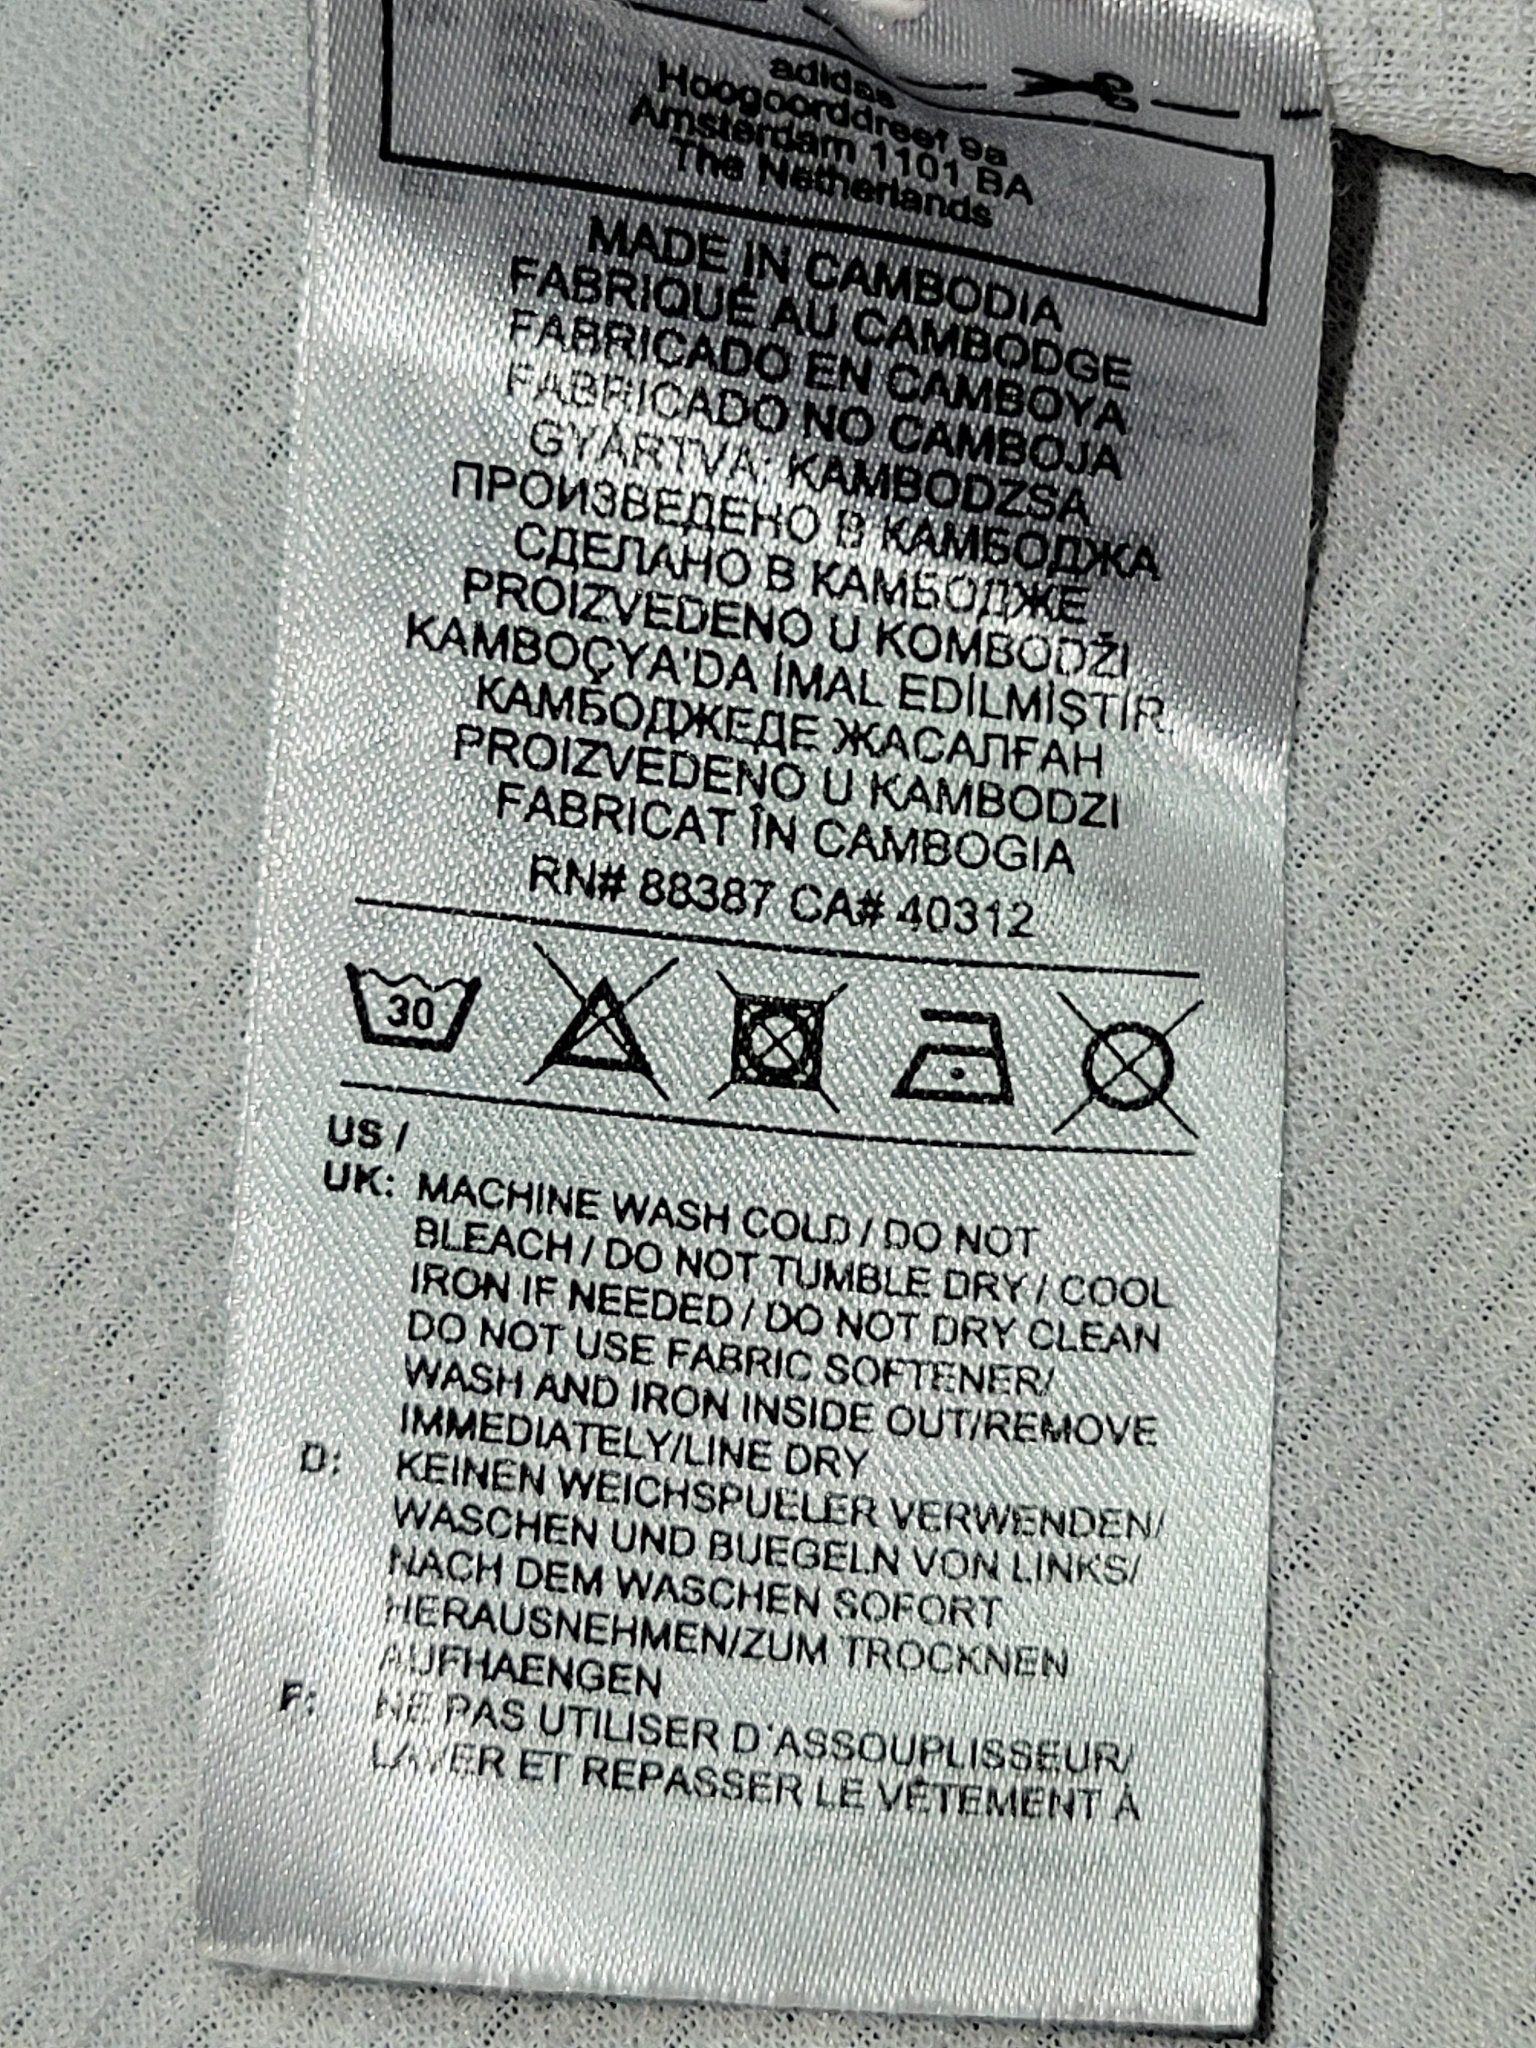 adidas
Hoogoorddreef 9a
Amsterdam 1101 BA
The Netherlands
MADE IN CAMBODIA
FABRIQUÉ AU CAMBODGE
FABRICADO EN CAMBOYA
FABRICADO NO CAMBOJA
GYÁRTVA: KAMBODZSA
ПРОИЗВЕДЕНО В КАМБОДЖА
СДЕЛАНО В КАМБОДЖЕ
PROIZVEDENO U KOMBODŽI
KAMBOÇYA'DA İMAL EDİLMİŞTİR.
КАМБОДЖЕДЕ ЖАСАЛҒАН
PROIZVEDENO U KAMBODZI
FABRICAT ÎN CAMBOGIA
RN# 88387 CA# 40312
30
US /
UK: MACHINE WASH COLD / DO NOT
BLEACH / DO NOT TUMBLE DRY / COOL
IRON IF NEEDED / DO NOT DRY CLEAN
DO NOT USE FABRIC SOFTENER/
WASH AND IRON INSIDE OUT/REMOVE
IMMEDIATELY/LINE DRY
D: KEINEN WEICHSPUELER VERWENDEN/
WASCHEN UND BUEGELN VON LINKS/
NACH DEM WASCHEN SOFORT
HERAUSNEHMEN/ZUM TROCKNEN
AUFHAENGEN
F: NE PAS UTILISER D'ASSOUPLISSEUR/
LAVER ET REPASSER LE VÊTEMENT À